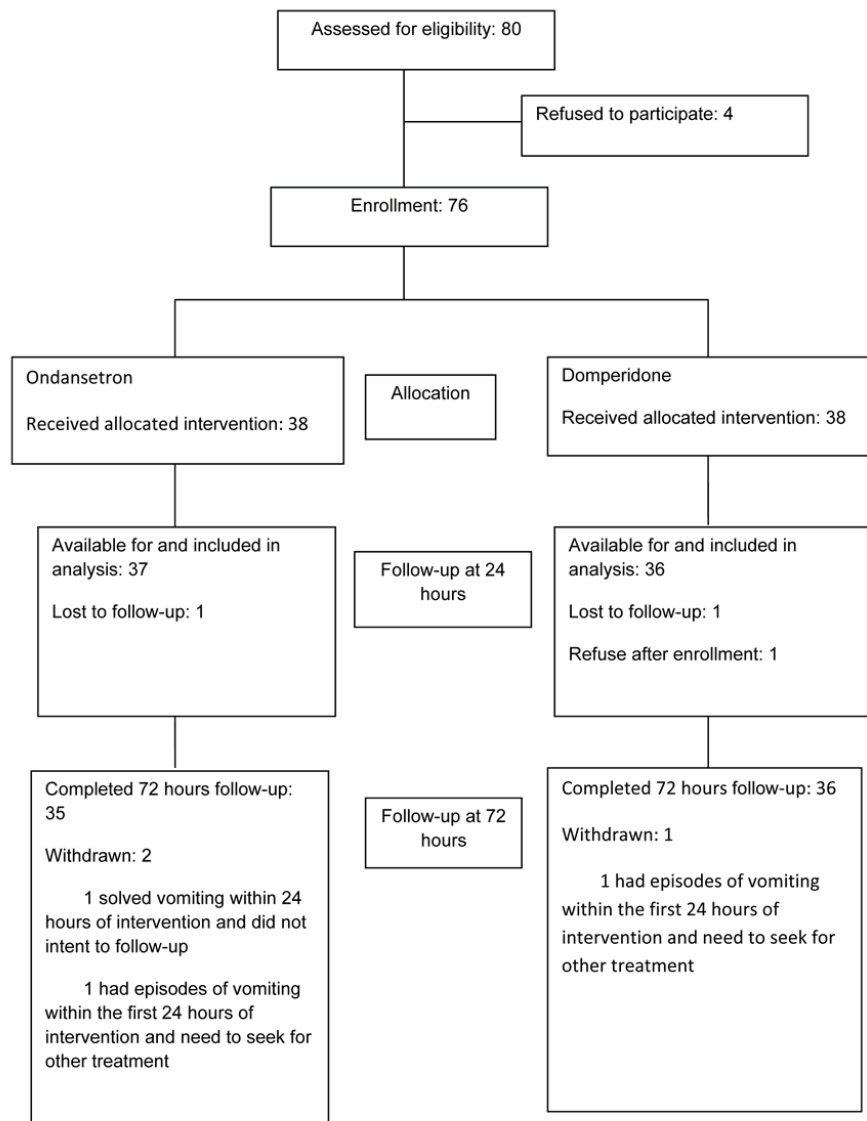 Assessed for eligibility: 80
Refused to participate: 4
Enrollment: 76
Ondansetron
Received allocated intervention: 38
Allocation
Domperidone
Received allocated intervention: 38
Available for and included in
analysis: 37
Lost to follow-up: 1
Follow-up at 24
hours
Available for and included in
analysis: 36
Lost to follow-up: 1
Refuse after enrollment: 1
Completed 72 hours follow-up:
35
Withdrawn: 2
1 solved vomiting within 24
hours of intervention and did not
intent to follow-up
1 had episodes of vomiting
within the first 24 hours of
intervention and need to seek for
other treatment
Follow-up at 72
hours
Completed 72 hours follow-up: 36
Withdrawn: 1
1 had episodes of vomiting
within the first 24 hours of
intervention and need to seek for
other treatment